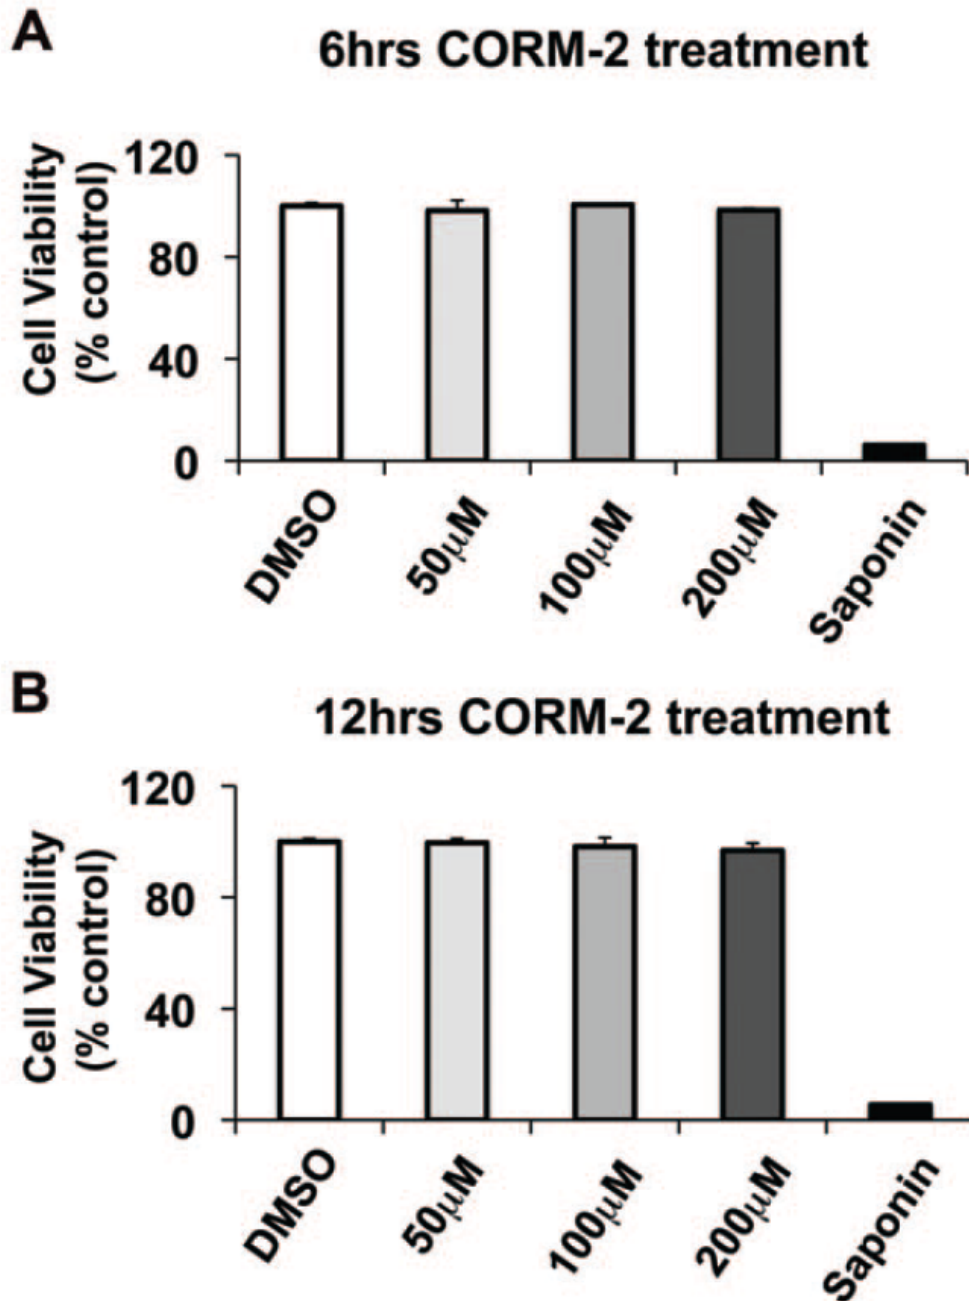 A
6hrs CORM-2 treatment
Cell Viability
(% control)
120
80
40
0
DMSO
50μM
100μM
200μM
Saponin
B
12hrs CORM-2 treatment
Cell Viability
(% control)
120
80
40
0
DMSO
50μM
100μM
200μM
Saponin